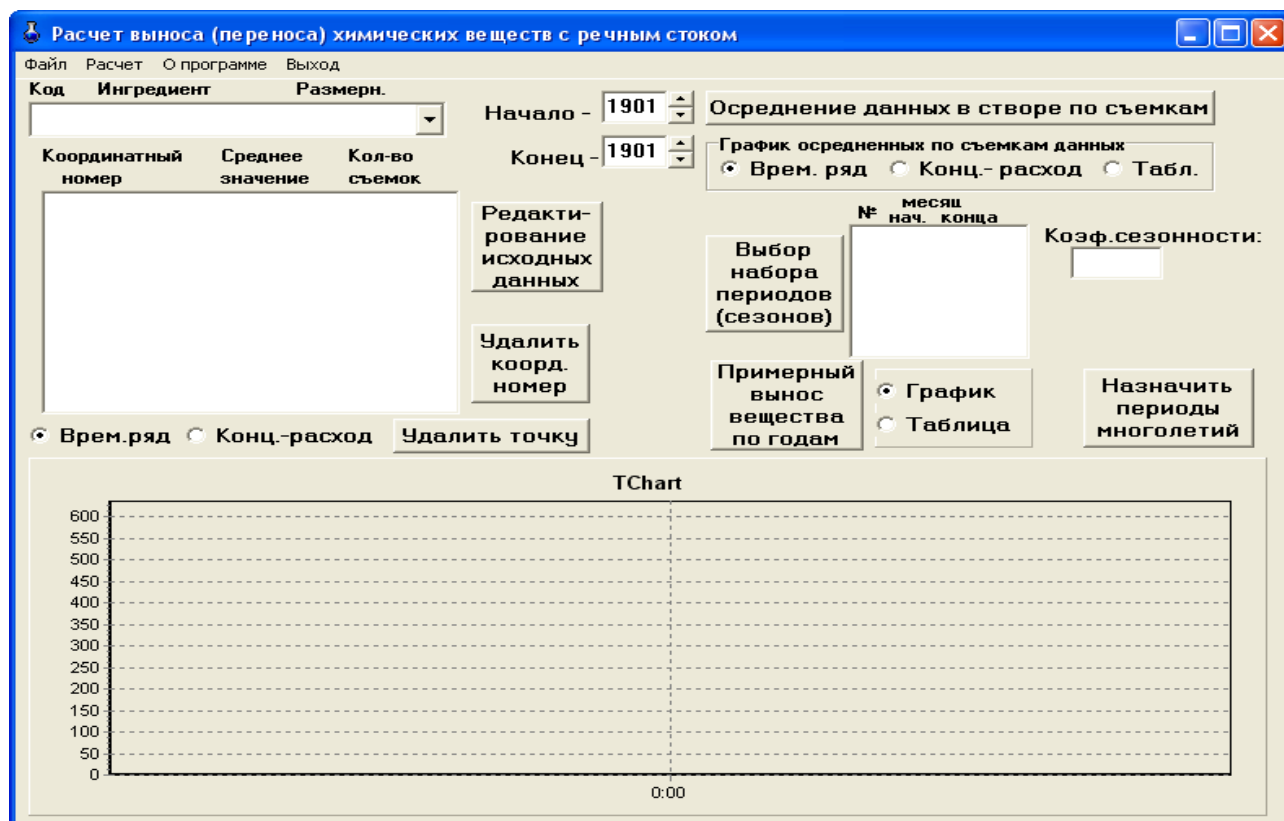 Расчет выноса (переноса) химических веществ с речным стоком
Файл Расчет О программе Выход
Код Ингредиент Размерн.
Начало - 1901
Осреднение данных в створе по съемкам
Конец - 1901
График осредненных по съемкам данных
Врем. ряд Конц.- расход Табл.
Координатный номер
Среднее значение
Кол-во съемок
Редакти-
рование
исходных
данных
Удалить
коорд.
номер
Выбор
набора
периодов
(сезонов)
№ месяц
нач. конца
Коэф.сезонности:
Примерный
вынос
вещества
по годам
График
Таблица
Назначить
периоды
многолетий
Врем.ряд Конц.-расход Удалить точку
TChart
600
550
500
450
400
350
300
250
200
150
100
50
0
0:00